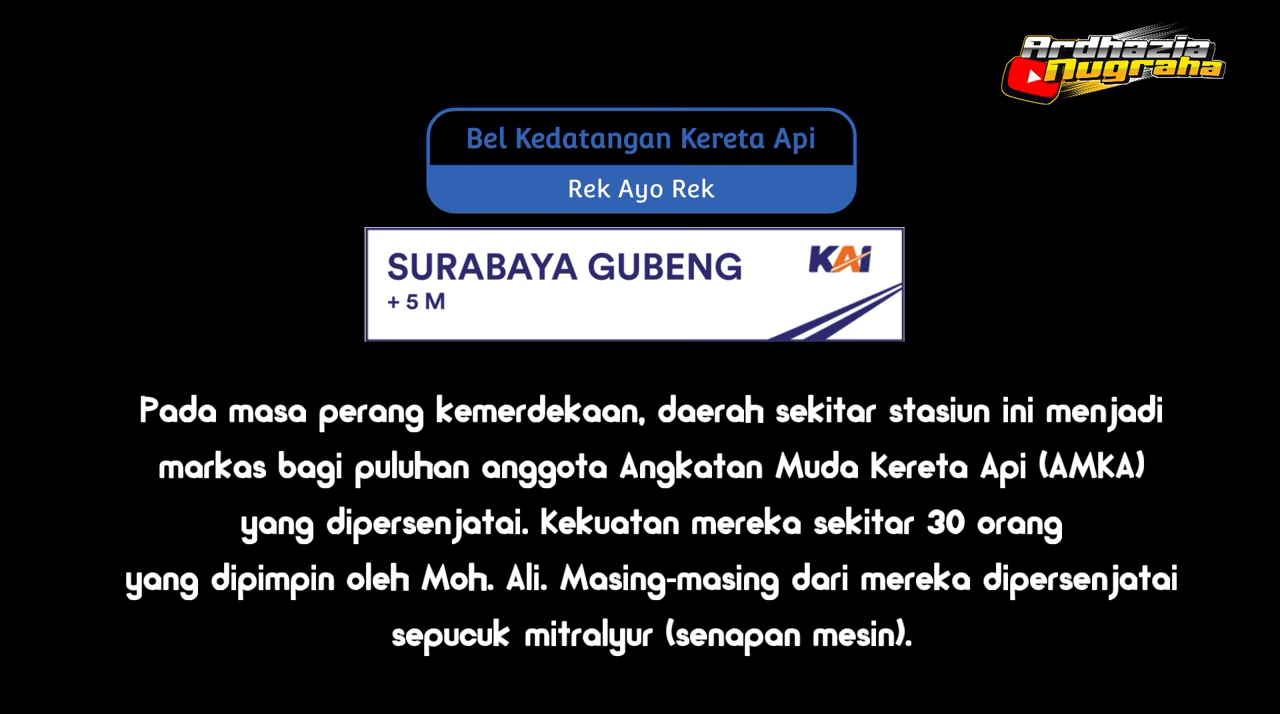 Ardhazia
Nugraha
Bel Kedatangan Kereta Api
Rek Ayo Rek
SURABAYA GUBENG
KAI
+ 5 M
Pada masa perang kemerdekaan, daerah sekitar stasiun ini menjadi
markas bagi puluhan anggota Angkatan Muda Kereta Api (AMKA)
yang dipersenjatai. Kekuatan mereka sekitar 30 orang
yang dipimpin oleh Moh. Ali. Masing-masing dari mereka dipersenjatai
sepucuk mitralyur (senapan mesin).